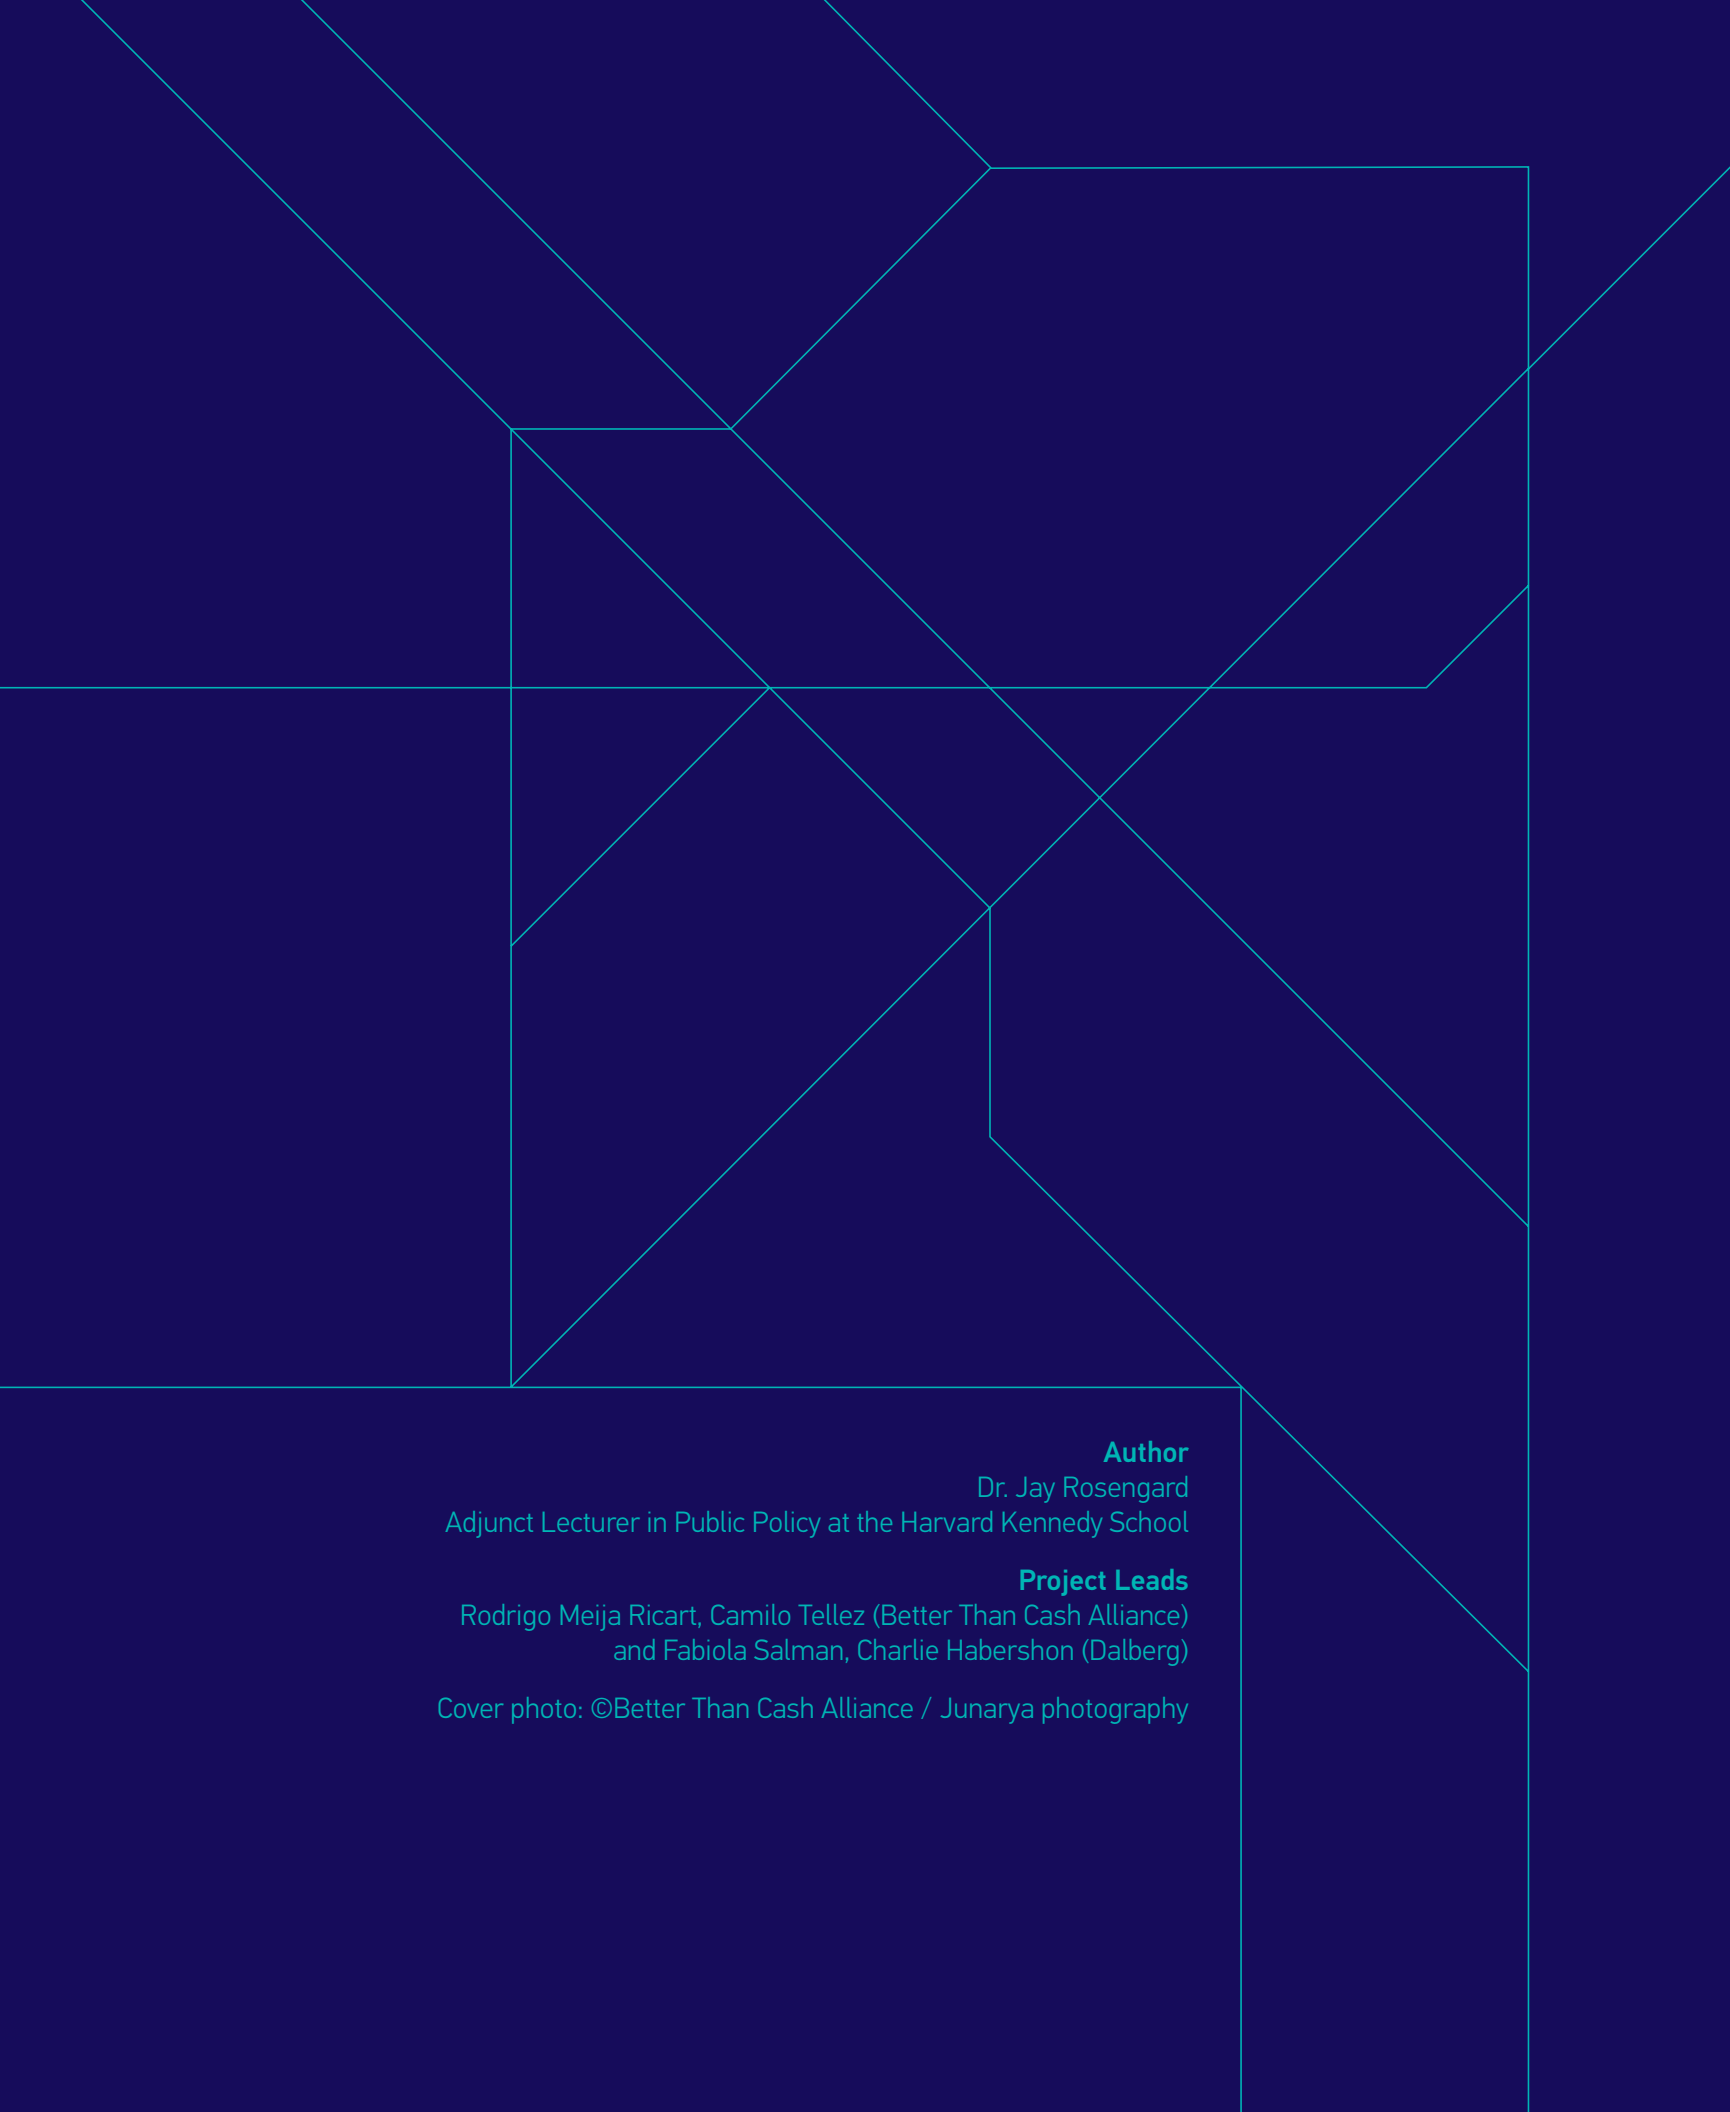 Author
Dr. Jay Rosengard
Adjunct Lecturer in Public Policy at the Harvard Kennedy School
Project Leads
Rodrigo Meija Ricart, Camilo Tellez (Better Than Cash Alliance)
and Fabiola Salman, Charlie Habershon (Dalberg)
Cover photo: ©Better Than Cash Alliance / Junarya photography